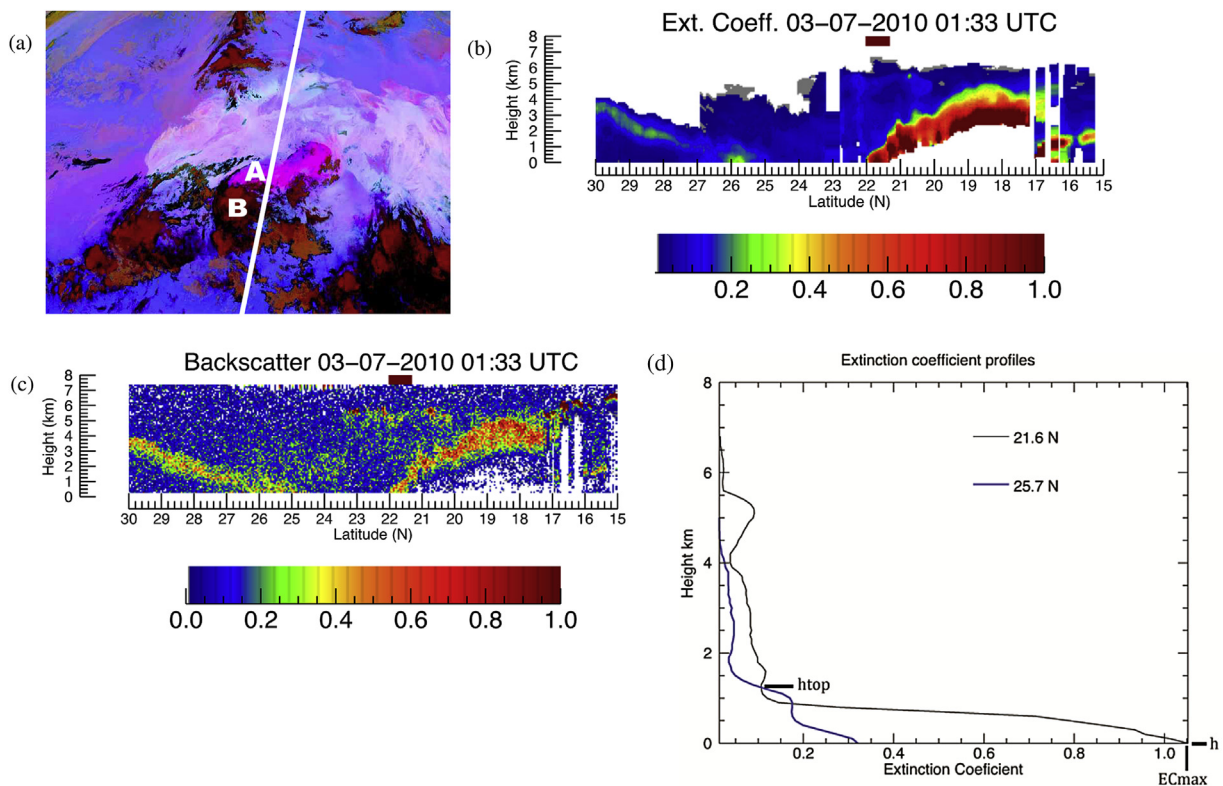 (a)
A
B
(b)
Ext. Coeff. 03-07-2010 01:33 UTC
Height (km)
8
7
6
5
4
3
2
1
0
30 29 28 27 26 25 24 23 22 21 20 19 18 17 16 15
Latitude (N)
0.2 0.4 0.6 0.8 1.0
(c)
Backscatter 03-07-2010 01:33 UTC
Height (km)
8
7
6
5
4
3
2
1
0
30 29 28 27 26 25 24 23 22 21 20 19 18 17 16 15
Latitude (N)
0.0 0.2 0.4 0.6 0.8 1.0
(d)
Extinction coefficient profiles
21.6 N
25.7 N
Height km
8
6
4
2
0
htop
h
0.2 0.4 0.6 0.8 1.0
Extinction Coeficient
ECmax